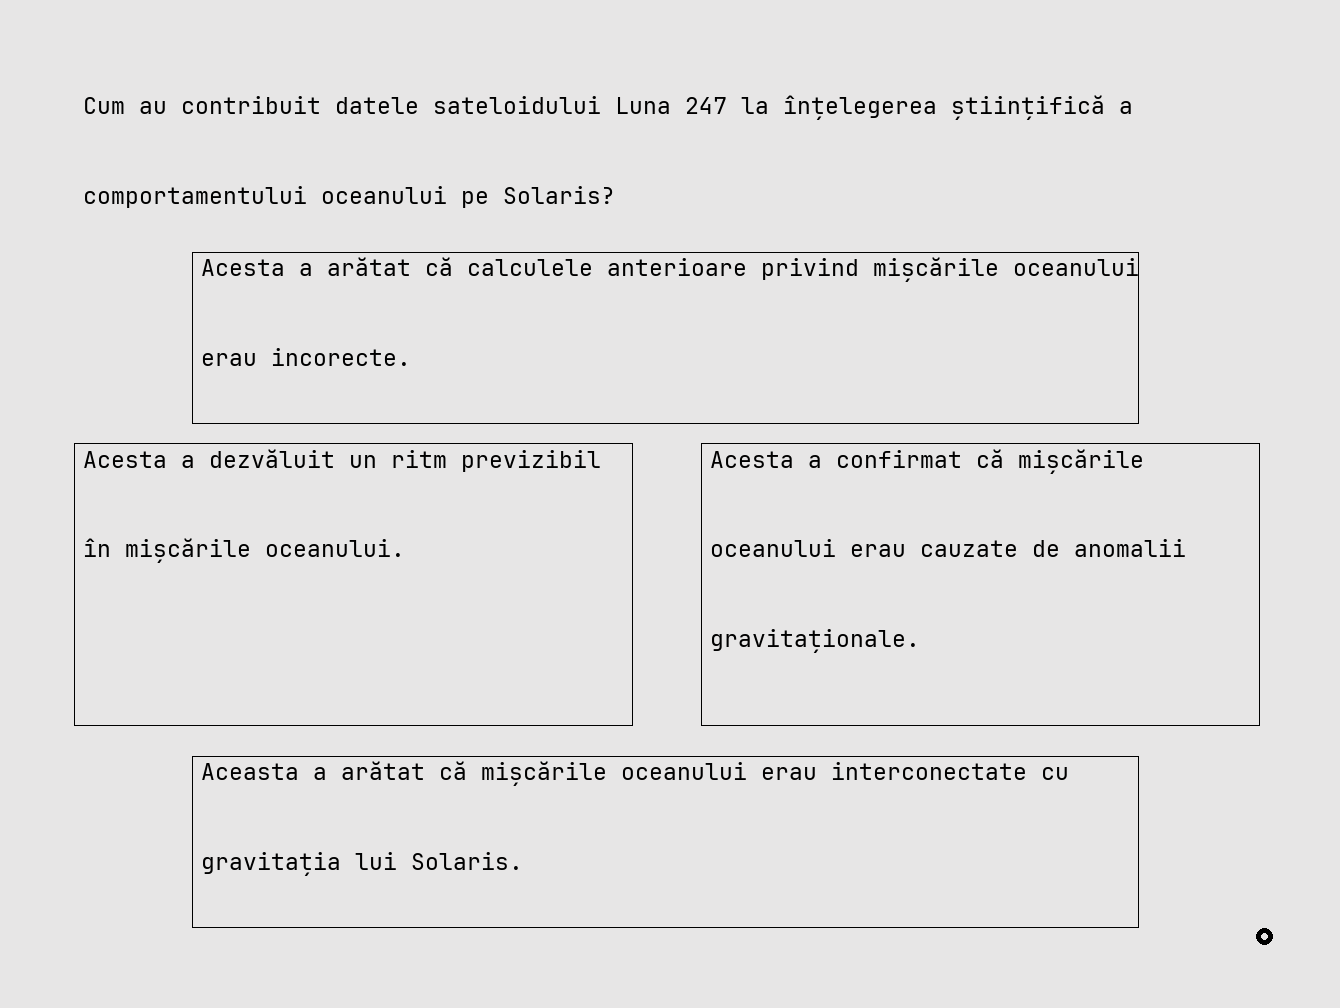 Cum au contribuit datele sateloidului Luna 247 la înțelegerea științifică a
comportamentului oceanului pe Solaris?
Acesta a arătat că calculele anterioare privind mișcările oceanului
erau incorecte.
Acesta a dezvăluit un ritm previzibil
în mișcările oceanului.
Acesta a confirmat că mișcările
oceanului erau cauzate de anomalii
gravitaționale.
Aceasta a arătat că mișcările oceanului erau interconectate cu
gravitația lui Solaris.